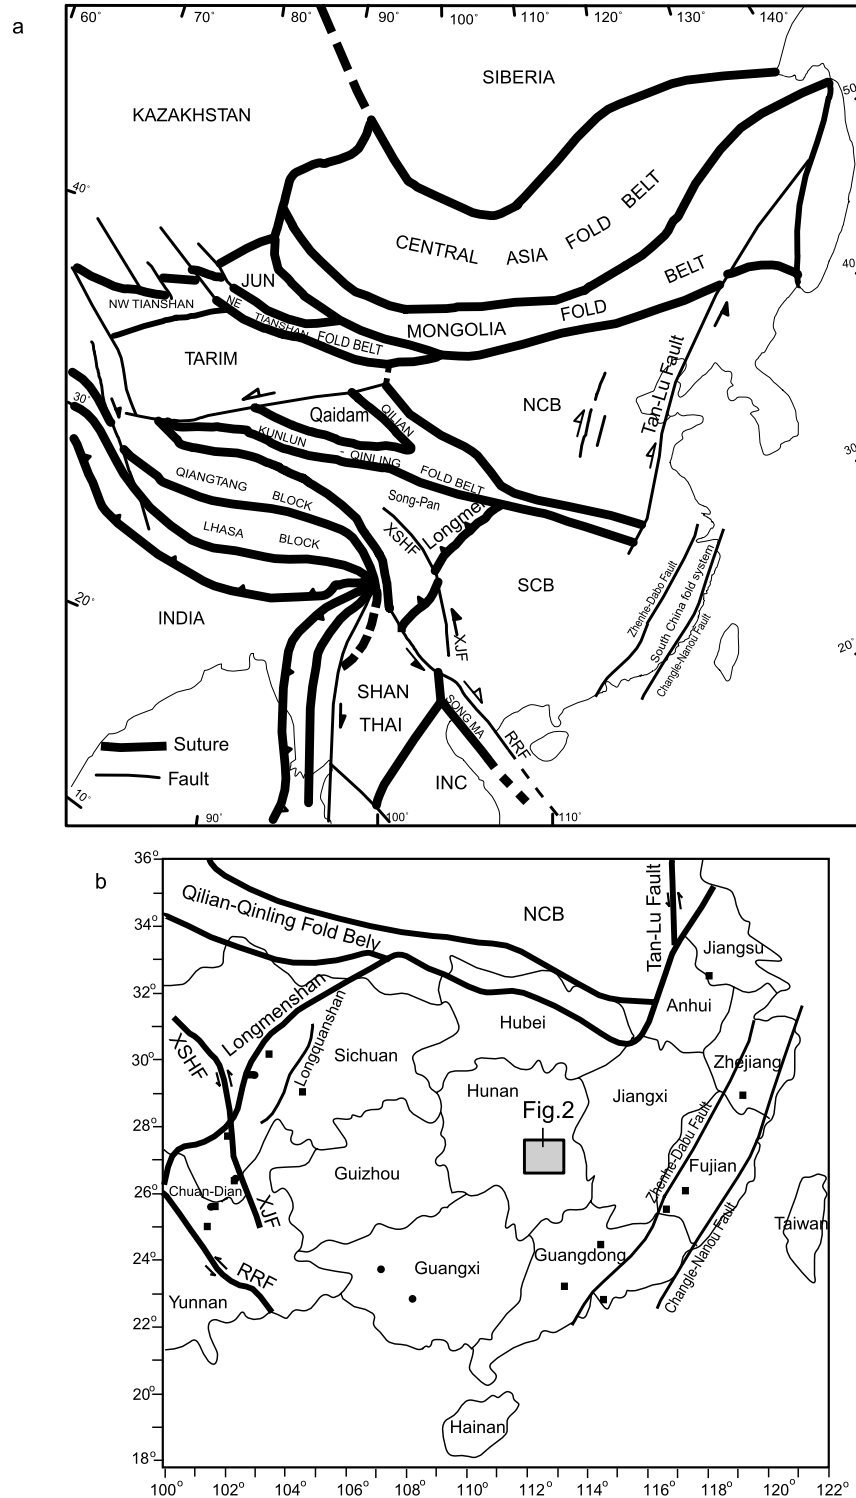 a
60° 70° 80° 90° 100° 110° 120° 130° 140°
SIBERIA
50°
KAZAKHSTAN
40°
CENTRAL ASIA FOLD BELT
40°
JUN
NW TIANSHAN
NE TIANSHAN FOLD BELT
MONGOLIA FOLD BELT
TARIM
Tan-Lu Fault
30°
Qaidam
QILIAN
NCB
KUNLUN - QINLING FOLD BELT
30°
QIANGTANG BLOCK
Song-Pan
LHASA BLOCK
XSHF
Longmen
SCB
Zhenhe-Dabo Fault
South China fold system
Changle-Nanou Fault
20°
INDIA
XJF
20°
SHAN
THAI
SONG MA
RRF
Suture
Fault
INC
10°
90° 100° 110°
b
36°
34°
32°
30°
28°
26°
24°
22°
20°
18°
Qilian-Qinling Fold Belv
NCB
Tan-Lu Fault
Jiangsu
Anhui
Longmenshan
Hubei
XSHF
Longquanshan
Sichuan
Zhejiang
Hunan
Jiangxi
Fig.2
Zhenhe-Dabu Fault
Guizhou
Fujian
Chuan-Dian
XJF
Taiwan
Guangdong
Changle-Nanou Fault
RRF
Guangxi
Yunnan
Hainan
100° 102° 104° 106° 108° 110° 112° 114° 116° 118° 120° 122°